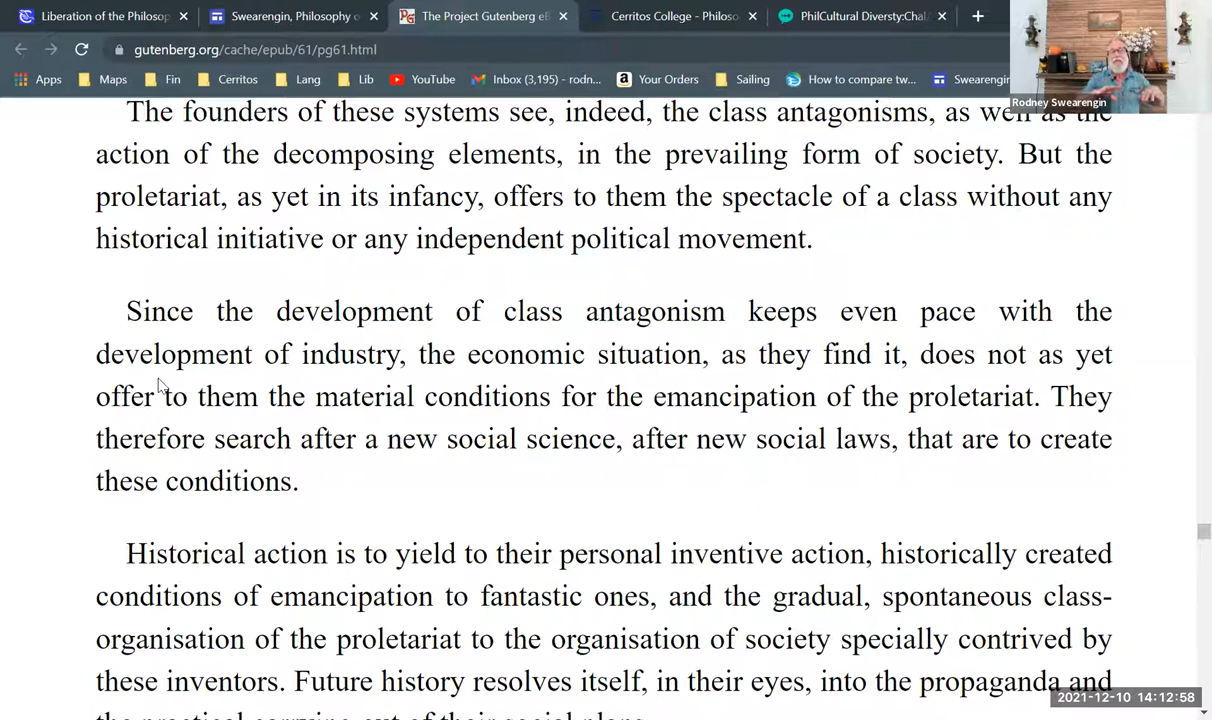 Liberation of the Philosop
Swearengin, Philosophy o
The Project Gutenberg eB
Cerritos College - Philoso
PhilCultural Diversty:Chal
gutenberg.org/cache/epub/61/pg61.html
Apps Maps Fin Cerritos Lang Lib YouTube Inbox (3,195) - rodn... Your Orders Sailing How to compare tw... Swearengin
Rodney Swearengin
The founders of these systems see, indeed, the class antagonisms, as well as the
action of the decomposing elements, in the prevailing form of society. But the
proletariat, as yet in its infancy, offers to them the spectacle of a class without any
historical initiative or any independent political movement.
Since the development of class antagonism keeps even pace with the
development of industry, the economic situation, as they find it, does not as yet
offer to them the material conditions for the emancipation of the proletariat. They
therefore search after a new social science, after new social laws, that are to create
these conditions.
Historical action is to yield to their personal inventive action, historically created
conditions of emancipation to fantastic ones, and the gradual, spontaneous class-
organisation of the proletariat to the organisation of society specially contrived by
these inventors. Future history resolves itself, in their eyes, into the propaganda and
the practical carrying out of their social plans.
2021-12-10 14:12:58